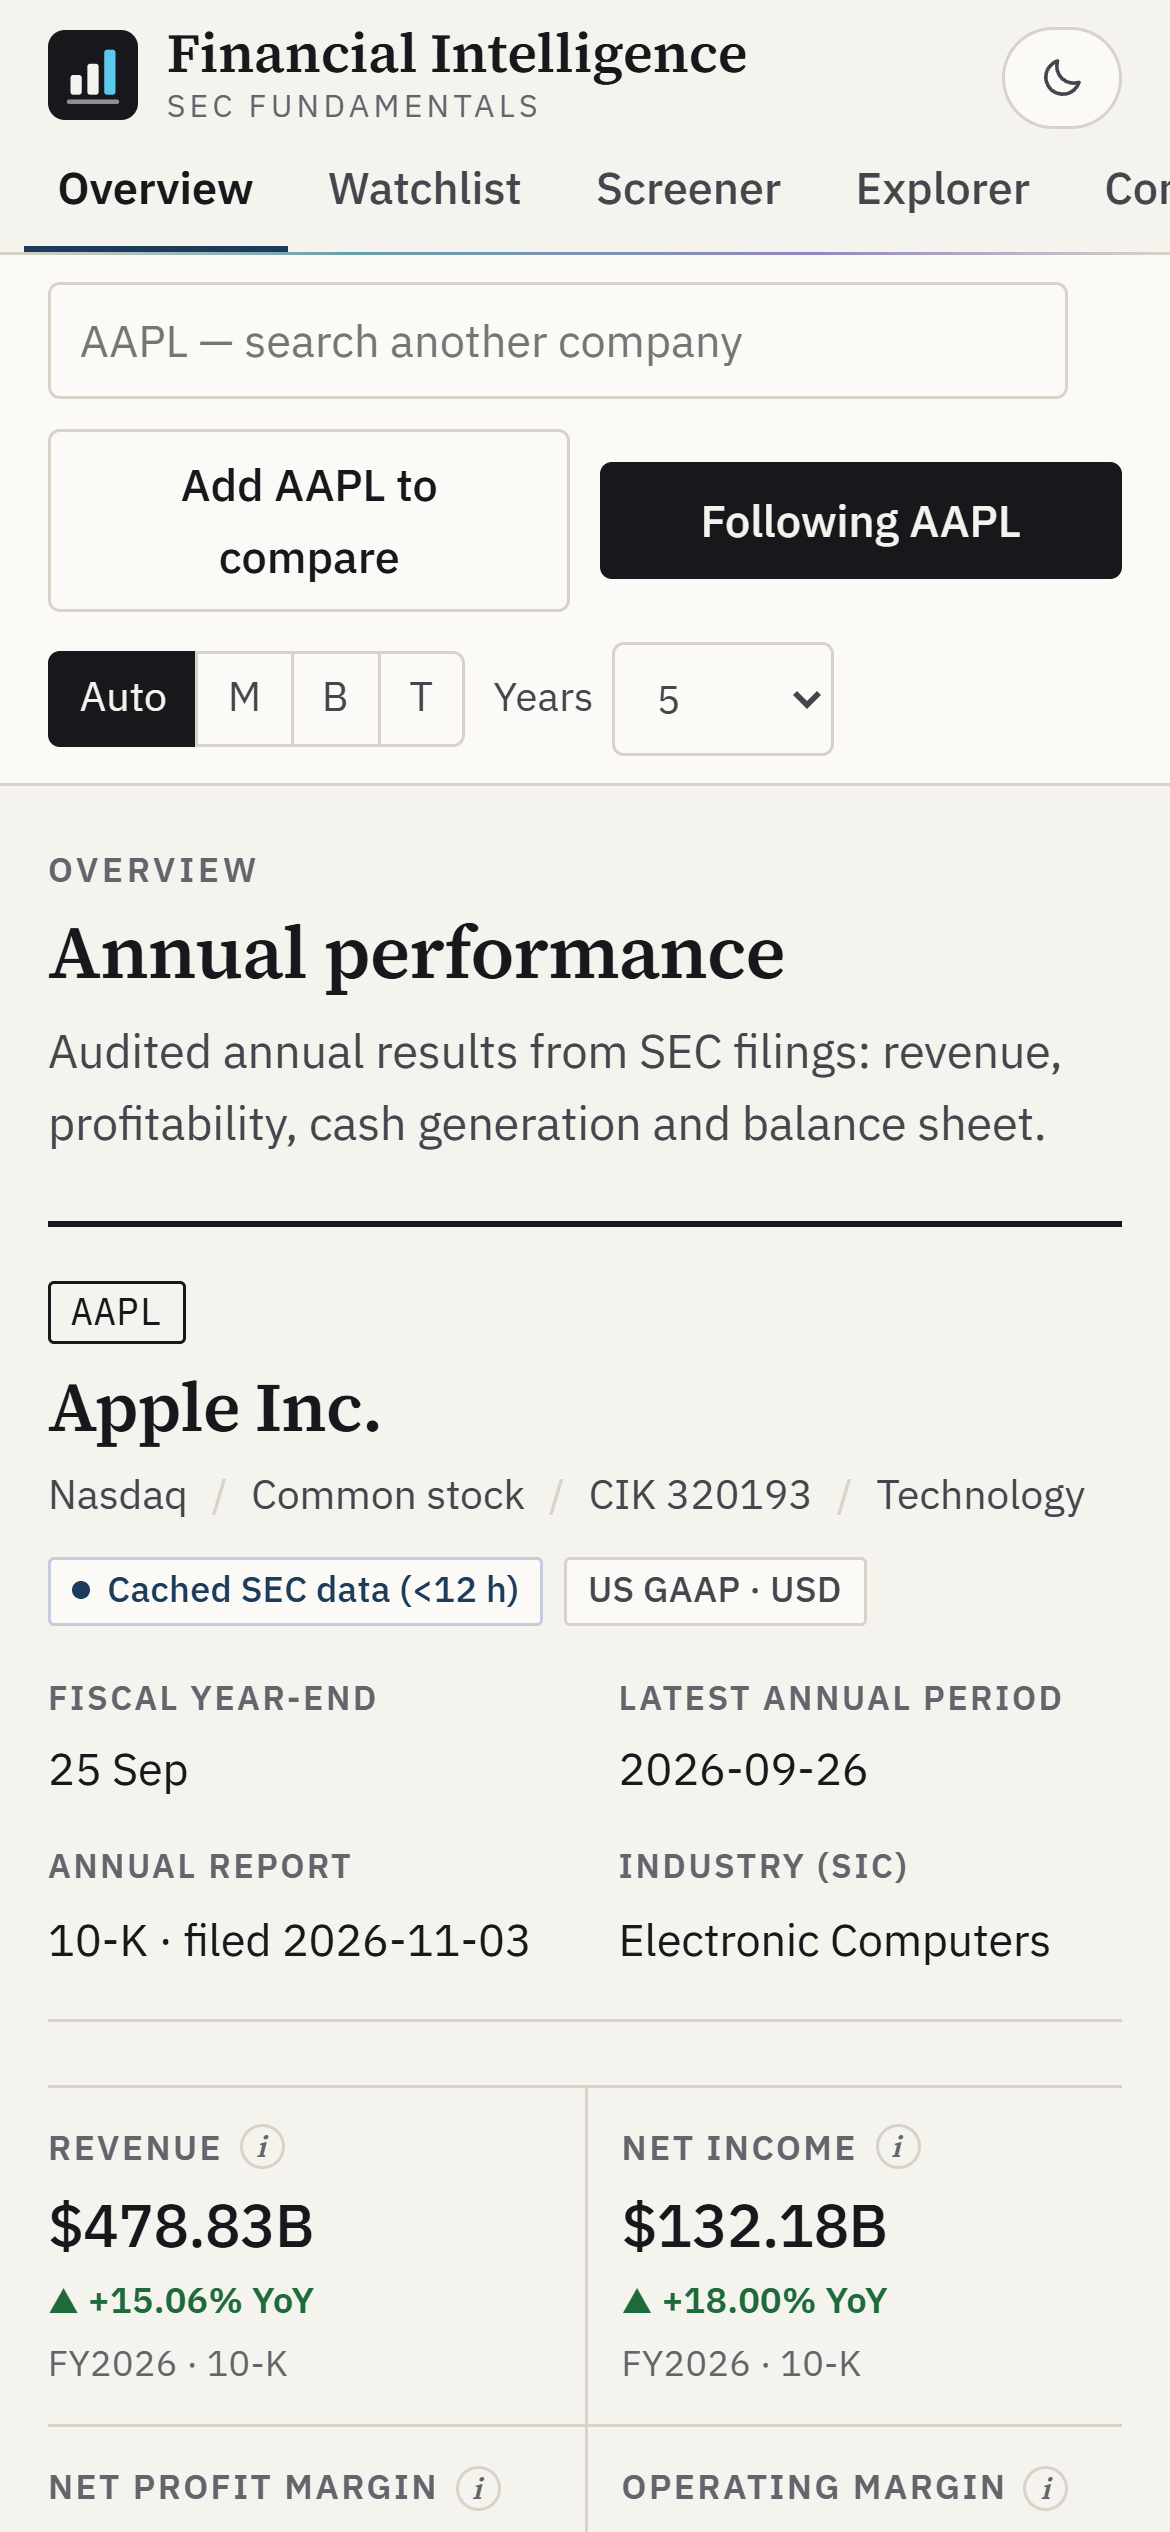 Financial Intelligence
SEC FUNDAMENTALS
Overview Watchlist Screener Explorer Cor
AAPL — search another company
Add AAPL to
compare
Following AAPL
Auto M B T Years 5
OVERVIEW
Annual performance
Audited annual results from SEC filings: revenue,
profitability, cash generation and balance sheet.
AAPL
Apple Inc.
Nasdaq / Common stock / CIK 320193 / Technology
Cached SEC data (<12 h) US GAAP · USD
FISCAL YEAR-END LATEST ANNUAL PERIOD
25 Sep 2026-09-26
ANNUAL REPORT INDUSTRY (SIC)
10-K · filed 2026-11-03 Electronic Computers
REVENUE i NET INCOME i
$478.83B $132.18B
▲ +15.06% YoY ▲ +18.00% YoY
FY2026 · 10-K FY2026 · 10-K
NET PROFIT MARGIN i OPERATING MARGIN i